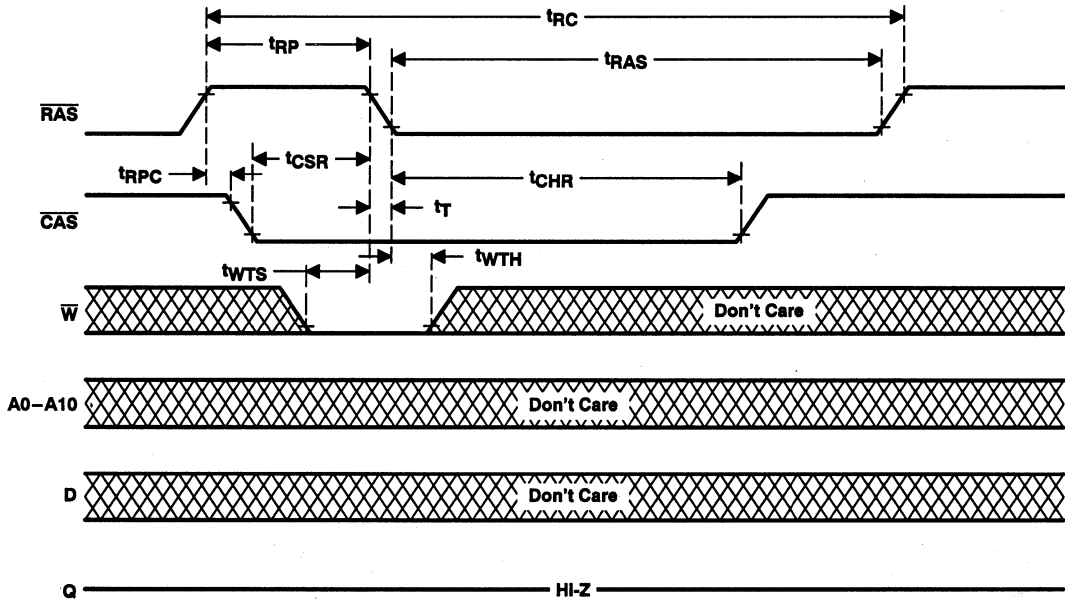 tRC
tRP
tRAS
RAS
tCSR
tRPC
tCHR
CAS
tT
tWTS
tWTH
W
Don't Care
A0–A10
Don't Care
D
Don't Care
Q
HI-Z